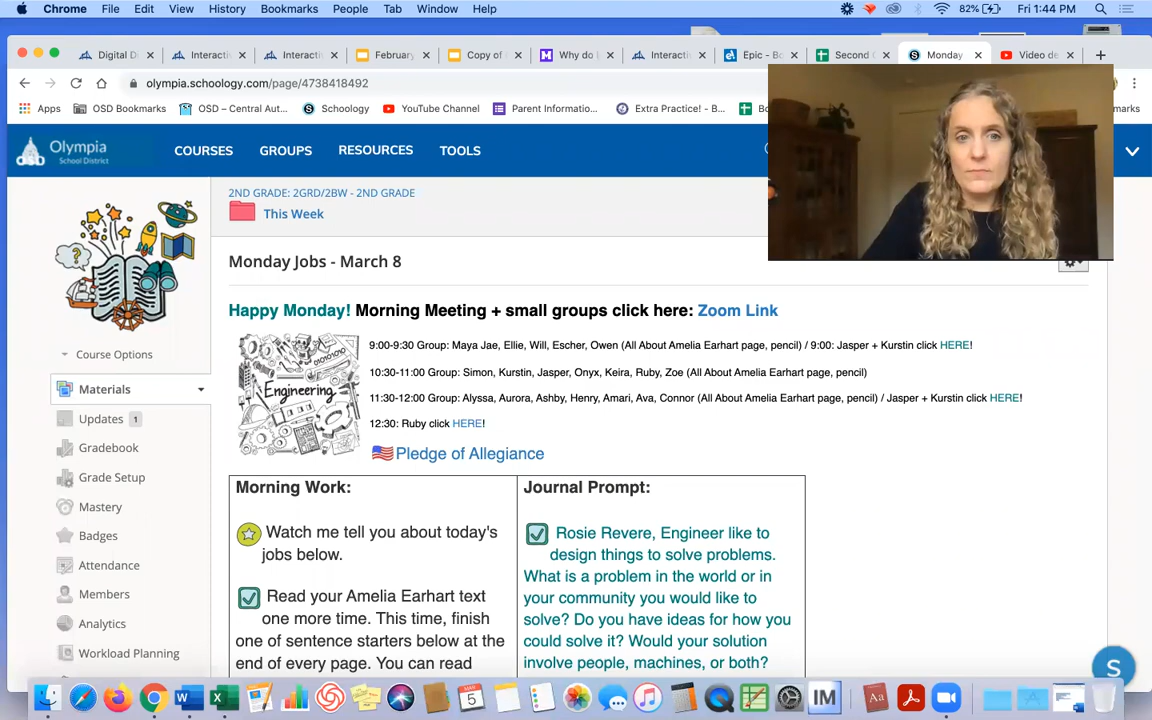 Chrome File Edit View History Bookmarks People Tab Window Help 82% Fri 1:44 PM
Digital D Interactiv Interactiv February Copy of Why do Interactiv Epic - Bo Second Monday Video de
olympia.schoology.com/page/4738418492
Apps OSD Bookmarks OSD – Central Aut... Schoology YouTube Channel Parent Informatio... Extra Practice! - B... Bo marks
Olympia
School District
COURSES GROUPS RESOURCES TOOLS
2ND GRADE: 2GRD/2BW - 2ND GRADE
This Week
Monday Jobs - March 8
Happy Monday! Morning Meeting + small groups click here: Zoom Link
9:00-9:30 Group: Maya Jae, Ellie, Will, Escher, Owen (All About Amelia Earhart page, pencil) / 9:00: Jasper + Kurstin click HERE!
10:30-11:00 Group: Simon, Kurstin, Jasper, Onyx, Keira, Ruby, Zoe (All About Amelia Earhart page, pencil)
11:30-12:00 Group: Alyssa, Aurora, Ashby, Henry, Amari, Ava, Connor (All About Amelia Earhart page, pencil) / Jasper + Kurstin click HERE!
12:30: Ruby click HERE!
Engineering
Pledge of Allegiance
Course Options
Materials
Updates 1
Gradebook
Grade Setup
Mastery
Badges
Attendance
Members
Analytics
Workload Planning
Morning Work:
Watch me tell you about today's
jobs below.
Read your Amelia Earhart text
one more time. This time, finish
one of sentence starters below at the
end of every page. You can read
Journal Prompt:
Rosie Revere, Engineer like to
design things to solve problems.
What is a problem in the world or in
your community you would like to
solve? Do you have ideas for how you
could solve it? Would your solution
involve people, machines, or both?
S
MAR
5
IM
Aa